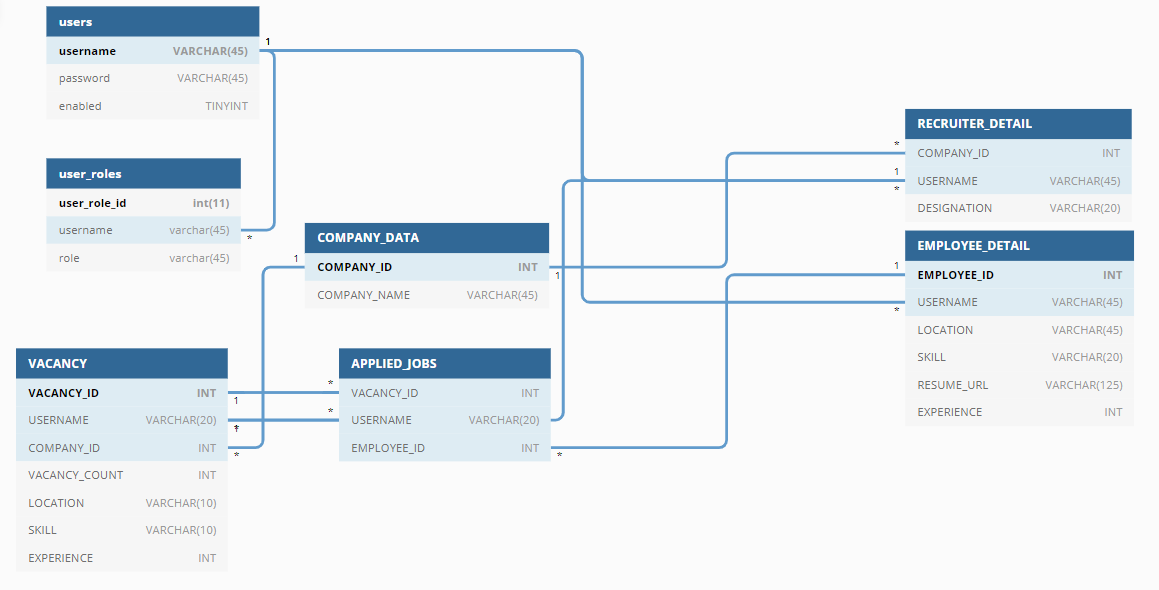 users
username VARCHAR(45)
password VARCHAR(45)
enabled TINYINT
1
user_roles
user_role_id int(11)
username varchar(45)
role varchar(45)
*
COMPANY_DATA
COMPANY_ID INT
COMPANY_NAME VARCHAR(45)
1
1
RECRUITER_DETAIL
COMPANY_ID INT
USERNAME VARCHAR(45)
DESIGNATION VARCHAR(20)
*
1
*
EMPLOYEE_DETAIL
EMPLOYEE_ID INT
USERNAME VARCHAR(45)
LOCATION VARCHAR(45)
SKILL VARCHAR(20)
RESUME_URL VARCHAR(125)
EXPERIENCE INT
1
*
VACANCY
VACANCY_ID INT
USERNAME VARCHAR(20)
COMPANY_ID INT
VACANCY_COUNT INT
LOCATION VARCHAR(10)
SKILL VARCHAR(10)
EXPERIENCE INT
1
*
*
APPLIED_JOBS
VACANCY_ID INT
USERNAME VARCHAR(20)
EMPLOYEE_ID INT
*
*
*